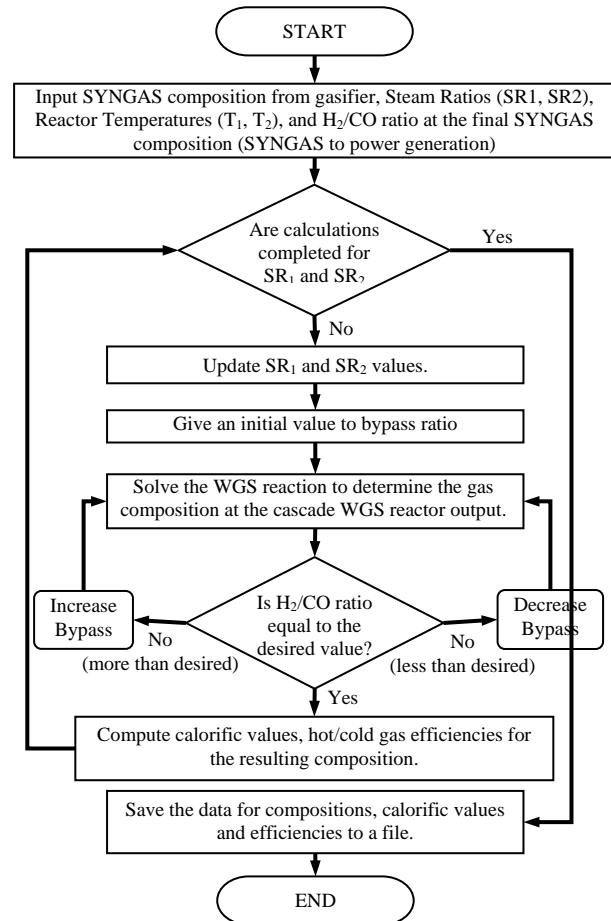 START
Input SYNGAS composition from gasifier, Steam Ratios (SR1, SR2),
Reactor Temperatures (T₁, T₂), and H₂/CO ratio at the final SYNGAS
composition (SYNGAS to power generation)
Are calculations
completed for
SR₁ and SR₂
Yes
No
Update SR₁ and SR₂ values.
Give an initial value to bypass ratio
Solve the WGS reaction to determine the gas
composition at the cascade WGS reactor output.
Increase
Bypass
Is H₂/CO ratio
equal to the
desired value?
Decrease
Bypass
No
(more than desired)
No
(less than desired)
Yes
Compute calorific values, hot/cold gas efficiencies for
the resulting composition.
Save the data for compositions, calorific values
and efficiencies to a file.
END